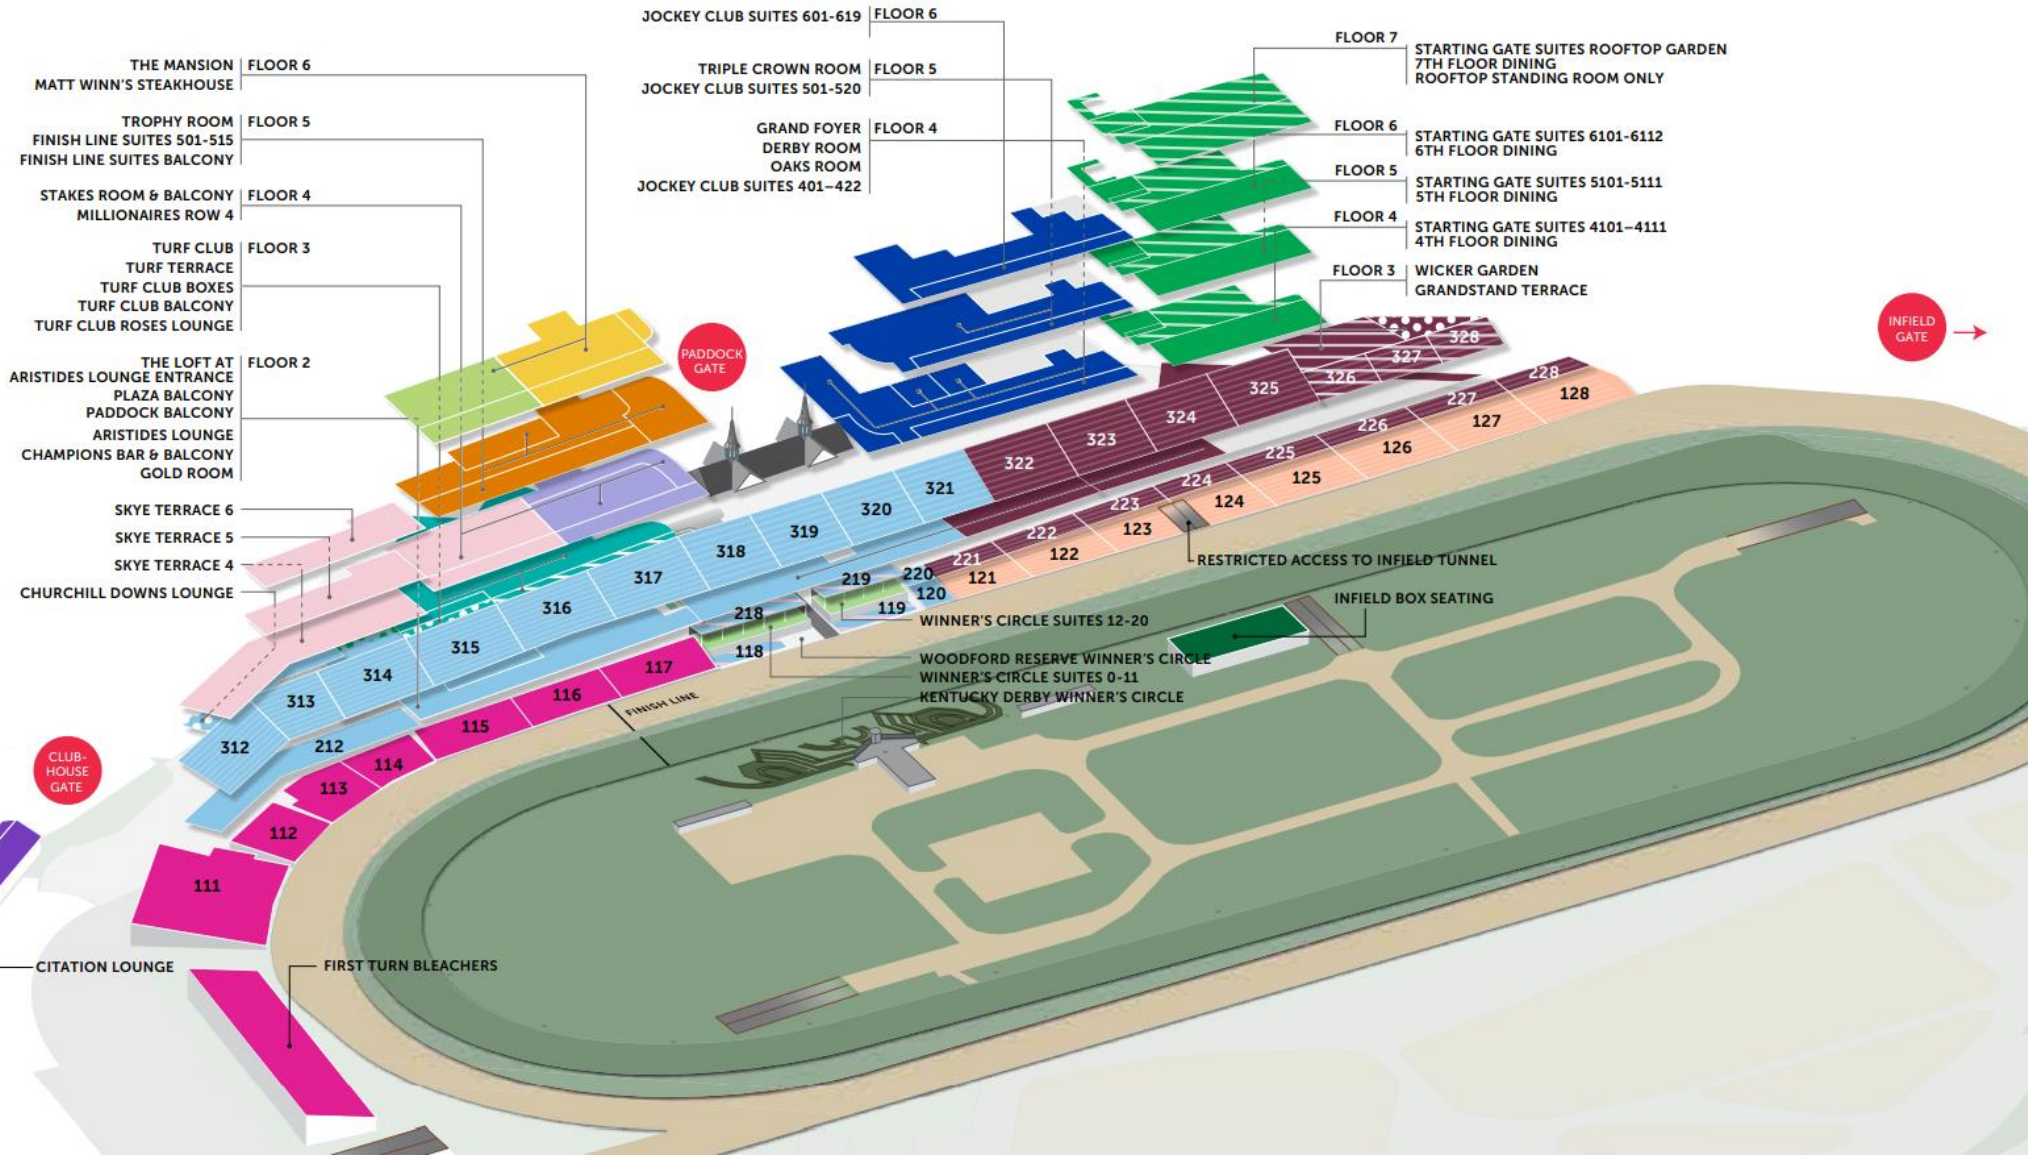 THE MANSION
MATT WINN'S STEAKHOUSE
FLOOR 6
TROPHY ROOM
FINISH LINE SUITES 501-515
FINISH LINE SUITES BALCONY
FLOOR 5
STAKES ROOM & BALCONY
MILLIONAIRES ROW 4
FLOOR 4
TURF CLUB
TURF TERRACE
TURF CLUB BOXES
TURF CLUB BALCONY
TURF CLUB ROSES LOUNGE
FLOOR 3
THE LOFT AT
ARISTIDES LOUNGE ENTRANCE
PLAZA BALCONY
PADDOCK BALCONY
ARISTIDES LOUNGE
CHAMPIONS BAR & BALCONY
GOLD ROOM
FLOOR 2
SKYE TERRACE 6
SKYE TERRACE 5
SKYE TERRACE 4
CHURCHILL DOWNS LOUNGE
JOCKEY CLUB SUITES 601-619
FLOOR 6
TRIPLE CROWN ROOM
JOCKEY CLUB SUITES 501-520
FLOOR 5
GRAND FOYER
DERBY ROOM
OAKS ROOM
JOCKEY CLUB SUITES 401–422
FLOOR 4
FLOOR 7
STARTING GATE SUITES ROOFTOP GARDEN
7TH FLOOR DINING
ROOFTOP STANDING ROOM ONLY
FLOOR 6
STARTING GATE SUITES 6101-6112
6TH FLOOR DINING
FLOOR 5
STARTING GATE SUITES 5101-5111
5TH FLOOR DINING
FLOOR 4
STARTING GATE SUITES 4101–4111
4TH FLOOR DINING
FLOOR 3
WICKER GARDEN
GRANDSTAND TERRACE
PADDOCK
GATE
INFIELD
GATE
CLUB-
HOUSE
GATE
312
313
314
315
316
317
318
319
320
321
322
323
324
325
326
327
328
212
218
219
220
221
222
223
224
225
226
227
228
111
112
113
114
115
116
117
118
119
120
121
122
123
124
125
126
127
128
FINISH LINE
RESTRICTED ACCESS TO INFIELD TUNNEL
INFIELD BOX SEATING
WINNER'S CIRCLE SUITES 12-20
WOODFORD RESERVE WINNER'S CIRCLE
WINNER'S CIRCLE SUITES 0-11
KENTUCKY DERBY WINNER'S CIRCLE
CITATION LOUNGE
FIRST TURN BLEACHERS